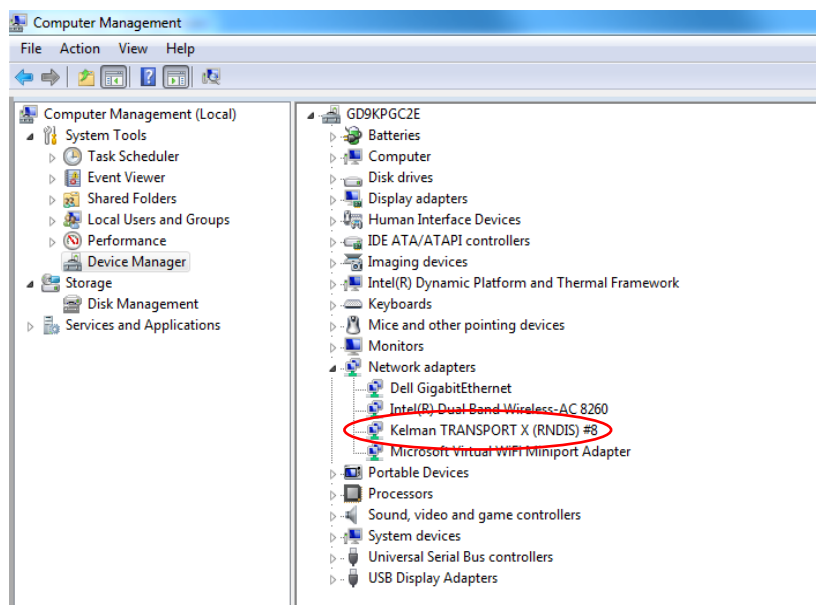 Computer Management
File Action View Help
Computer Management (Local)
System Tools
Task Scheduler
Event Viewer
Shared Folders
Local Users and Groups
Performance
Device Manager
Storage
Disk Management
Services and Applications
GD9KPGC2E
Batteries
Computer
Disk drives
Display adapters
Human Interface Devices
IDE ATA/ATAPI controllers
Imaging devices
Intel(R) Dynamic Platform and Thermal Framework
Keyboards
Mice and other pointing devices
Monitors
Network adapters
Dell GigabitEthernet
Intel(R) Dual Band Wireless-AC 8260
Kelman TRANSPORT X (RNDIS) #8
Microsoft Virtual WiFi Miniport Adapter
Portable Devices
Processors
Sound, video and game controllers
System devices
Universal Serial Bus controllers
USB Display Adapters